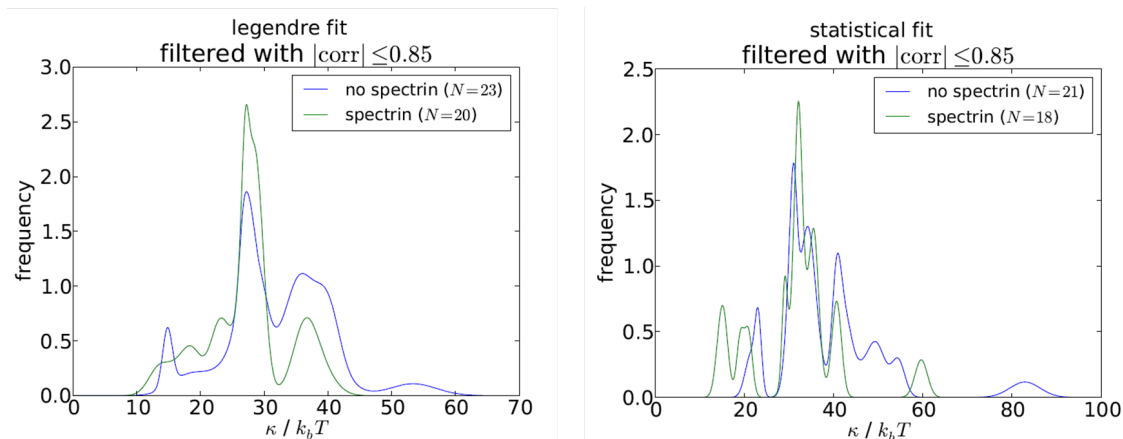 legendre fit
filtered with |corr| ≤0.85
3.0
2.5
2.0
1.5
1.0
0.5
0.0
frequency
no spectrin (N=23)
spectrin (N=20)
0 10 20 30 40 50 60 70
κ / k_bT
statistical fit
filtered with |corr| ≤0.85
2.5
2.0
1.5
1.0
0.5
0.0
frequency
no spectrin (N=21)
spectrin (N=18)
0 20 40 60 80 100
κ / k_bT